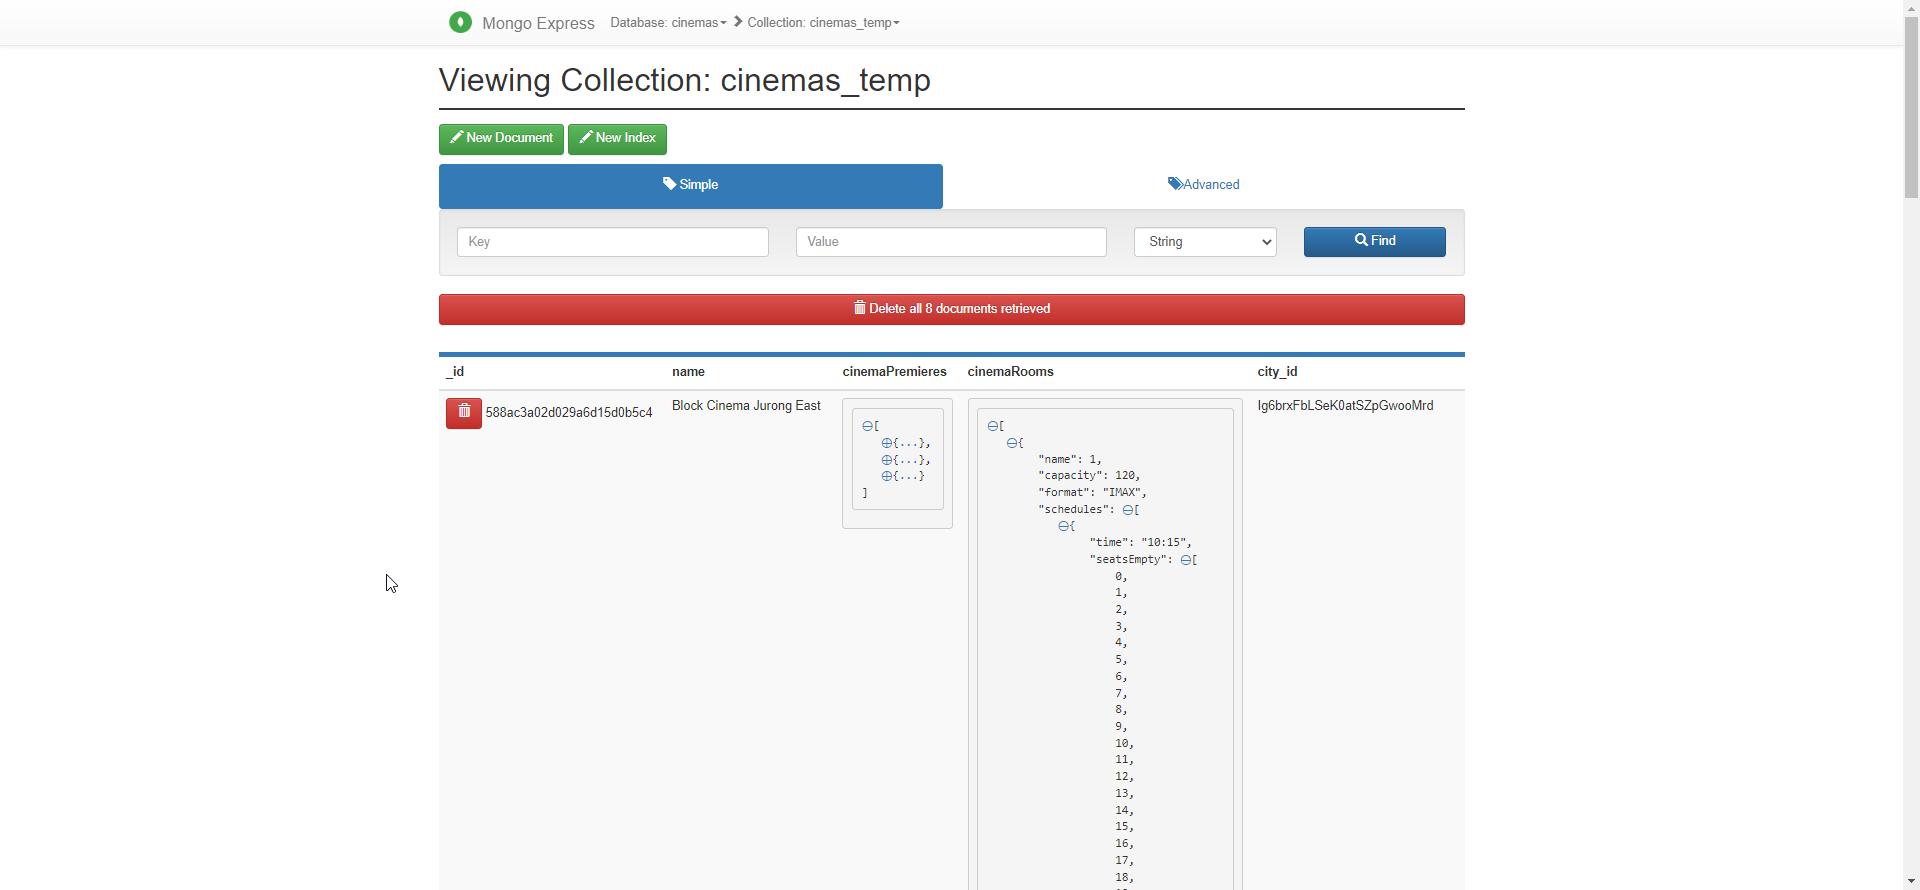 Mongo Express Database: cinemas Collection: cinemas_temp
Viewing Collection: cinemas_temp
New Document New Index
Simple Advanced
Key Value String Find
Delete all 8 documents retrieved
_id name cinemaPremieres cinemaRooms city_id
588ac3a02d029a6d15d0b5c4 Block Cinema Jurong East Ig6brxFbLSeK0atSZpGwooMrd
[
{...},
{...},
{...}
]
[
{
"name": 1,
"capacity": 120,
"format": "IMAX",
"schedules": [
{
"time": "10:15",
"seatsEmpty": [
0,
1,
2,
3,
4,
5,
6,
7,
8,
9,
10,
11,
12,
13,
14,
15,
16,
17,
18,